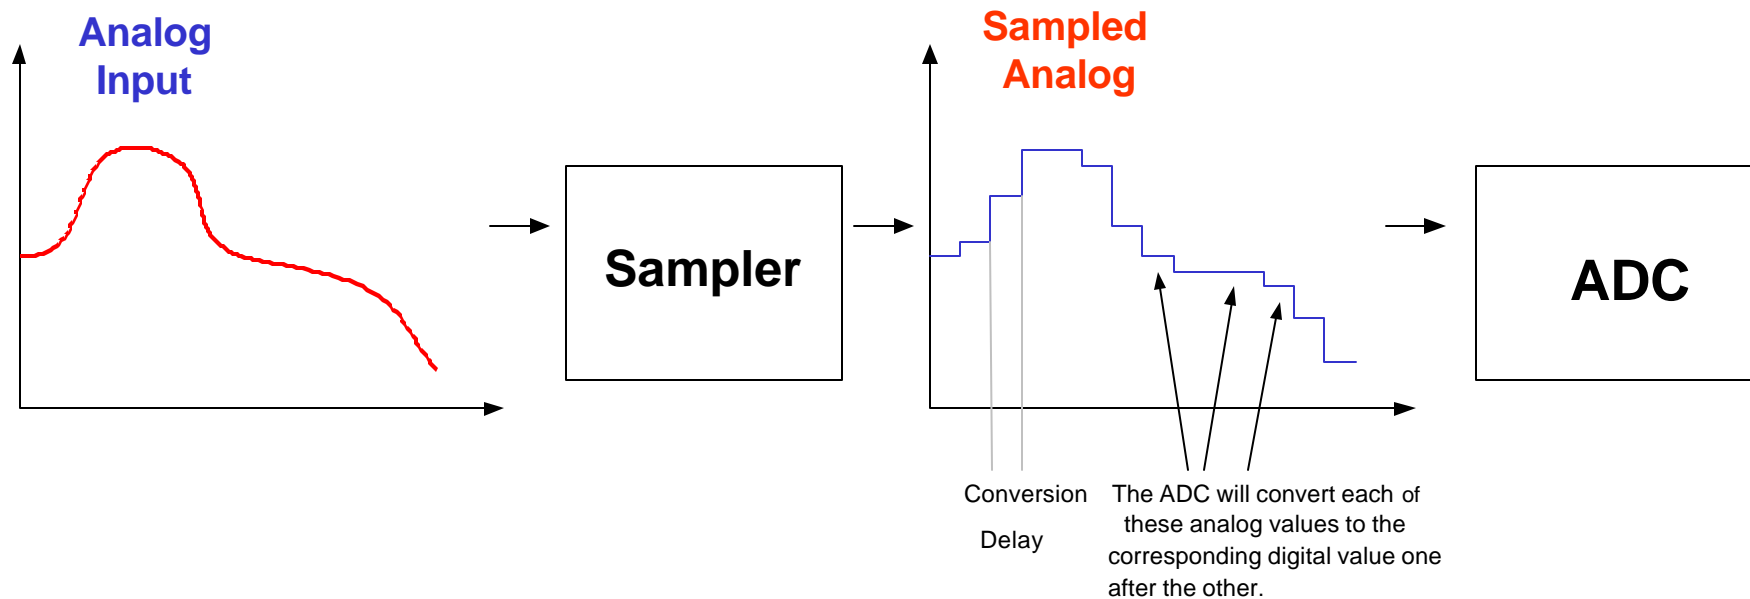 Analog
Input
Sampler
Sampled
Analog
Conversion
Delay
The ADC will convert each of
these analog values to the
corresponding digital value one
after the other.
ADC